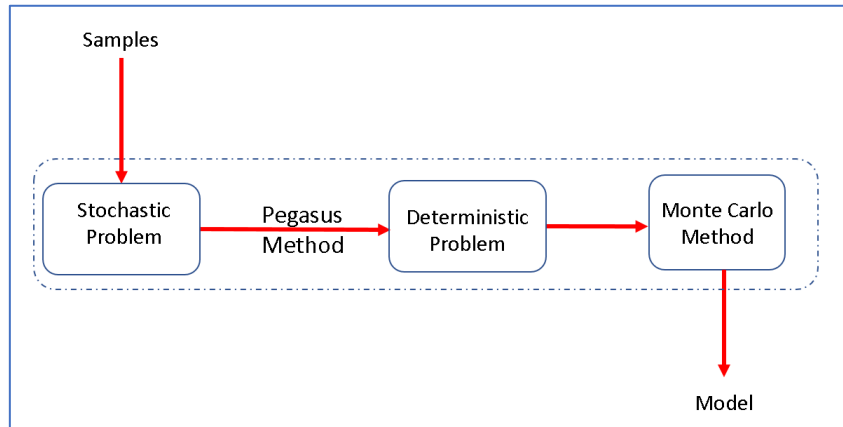 Samples
Stochastic
Problem
Pegasus
Method
Deterministic
Problem
Monte Carlo
Method
Model